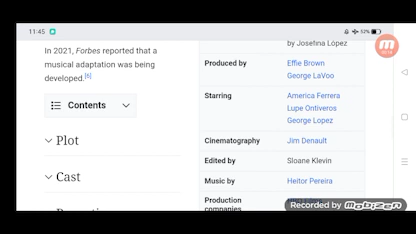 11:45
52%
In 2021, Forbes reported that a
musical adaptation was being
developed.[6]
Contents
Plot
Cast
by Josefina López
Produced by
Effie Brown
George LaVoo
Starring
America Ferrera
Lupe Ontiveros
George Lopez
Cinematography
Jim Denault
Edited by
Sloane Klevin
Music by
Heitor Pereira
Production
companies
Recorded by MOBIZEN